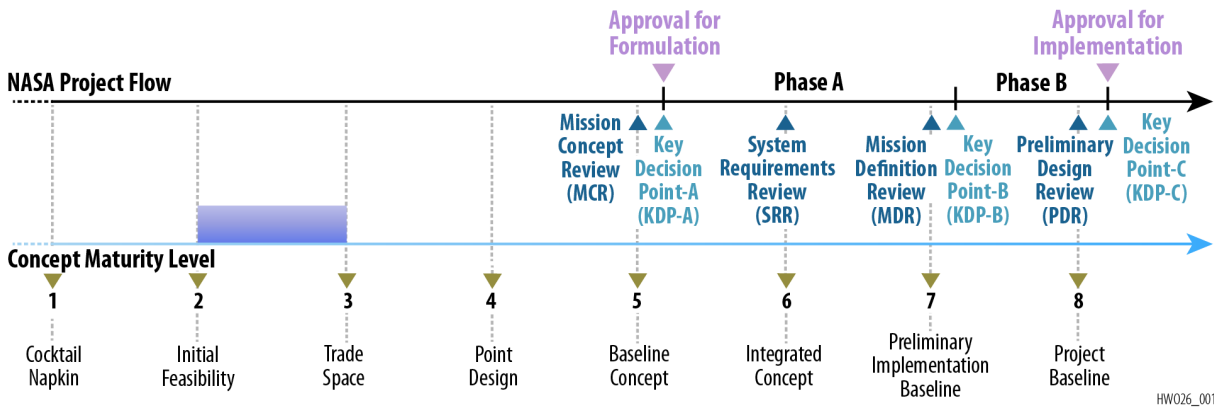 Approval for
Formulation
Approval for
Implementation
NASA Project Flow
Phase A
Phase B
Mission
Concept
Review
(MCR)
Key
Decision
Point-A
(KDP-A)
System
Requirements
Review
(SRR)
Mission
Definition
Review
(MDR)
Key
Decision
Point-B
(KDP-B)
Preliminary
Design
Review
(PDR)
Key
Decision
Point-C
(KDP-C)
Concept Maturity Level
1
2
3
4
5
6
7
8
Cocktail
Napkin
Initial
Feasibility
Trade
Space
Point
Design
Baseline
Concept
Integrated
Concept
Preliminary
Implementation
Baseline
Project
Baseline
HWO26_001